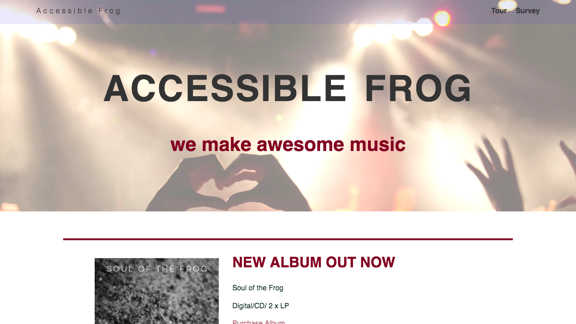 Accessible Frog
Tour Survey
ACCESSIBLE FROG
we make awesome music
SOUL OF THE FROG
NEW ALBUM OUT NOW
Soul of the Frog
Digital/CD/ 2 x LP
Purchase Album